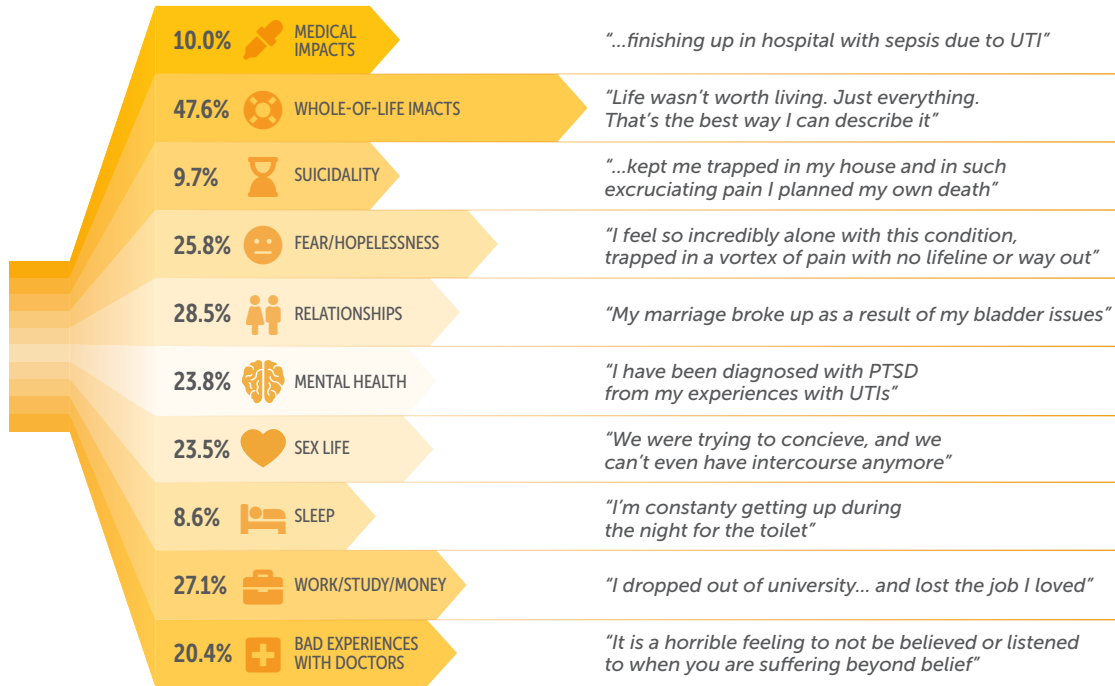 10.0%
MEDICAL
IMPACTS
“...finishing up in hospital with sepsis due to UTI”
47.6%
WHOLE-OF-LIFE IMACTS
“Life wasn’t worth living. Just everything.
That’s the best way I can describe it”
9.7%
SUICIDALITY
“...kept me trapped in my house and in such
excruciating pain I planned my own death”
25.8%
FEAR/HOPELESSNESS
“I feel so incredibly alone with this condition,
trapped in a vortex of pain with no lifeline or way out”
28.5%
RELATIONSHIPS
“My marriage broke up as a result of my bladder issues”
23.8%
MENTAL HEALTH
“I have been diagnosed with PTSD
from my experiences with UTIs”
23.5%
SEX LIFE
“We were trying to concieve, and we
can’t even have intercourse anymore”
8.6%
SLEEP
“I’m constanty getting up during
the night for the toilet”
27.1%
WORK/STUDY/MONEY
“I dropped out of university... and lost the job I loved”
20.4%
BAD EXPERIENCES
WITH DOCTORS
“It is a horrible feeling to not be believed or listened
to when you are suffering beyond belief”